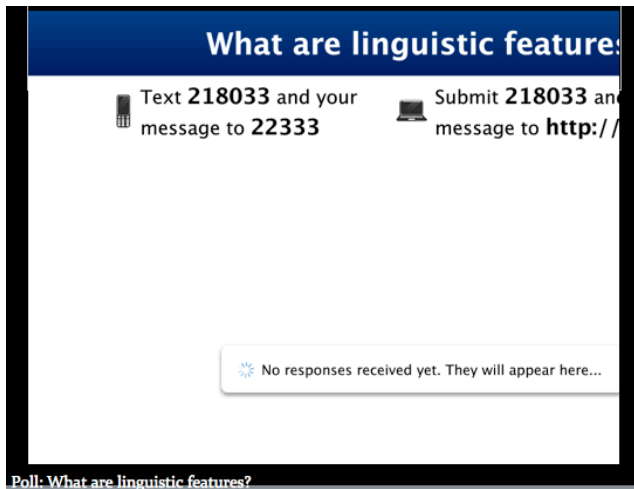 What are linguistic features
Text 218033 and your
message to 22333
Submit 218033 an
message to http://
No responses received yet. They will appear here...
Poll: What are linguistic features?